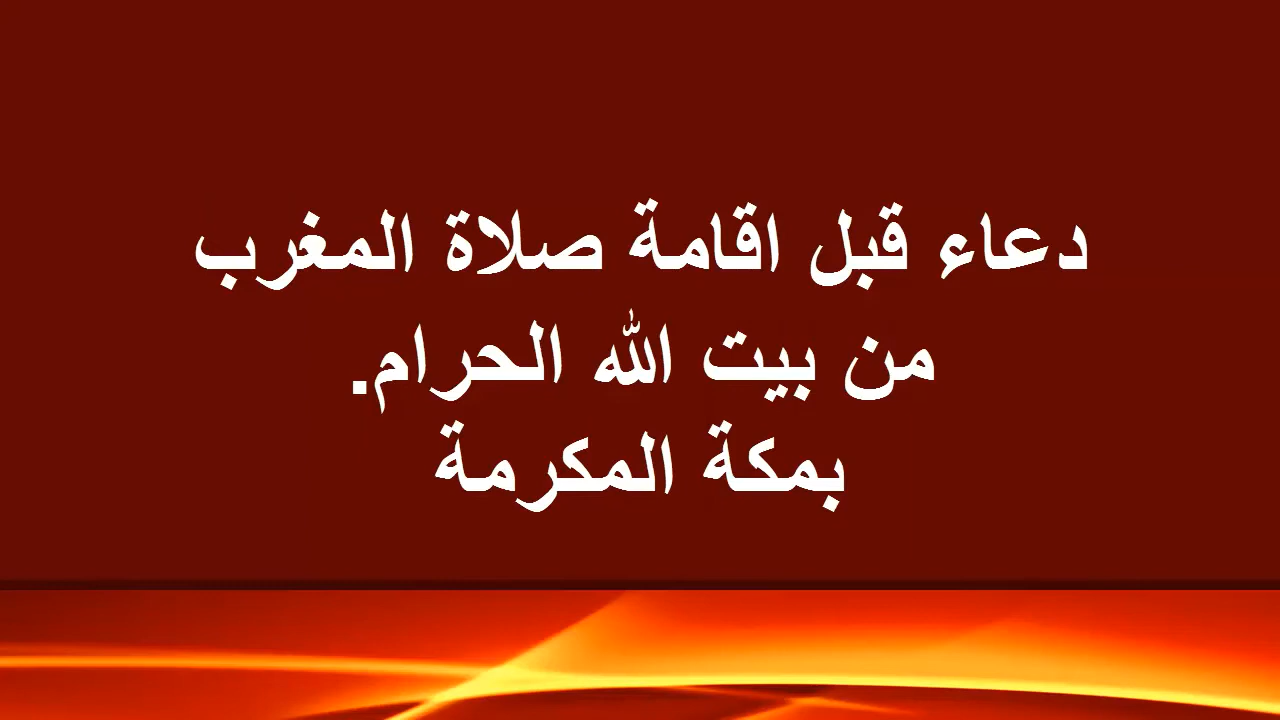 دعاء قبل اقامة صلاة المغرب
من بيت الله الحرام.
بمكة المكرمة